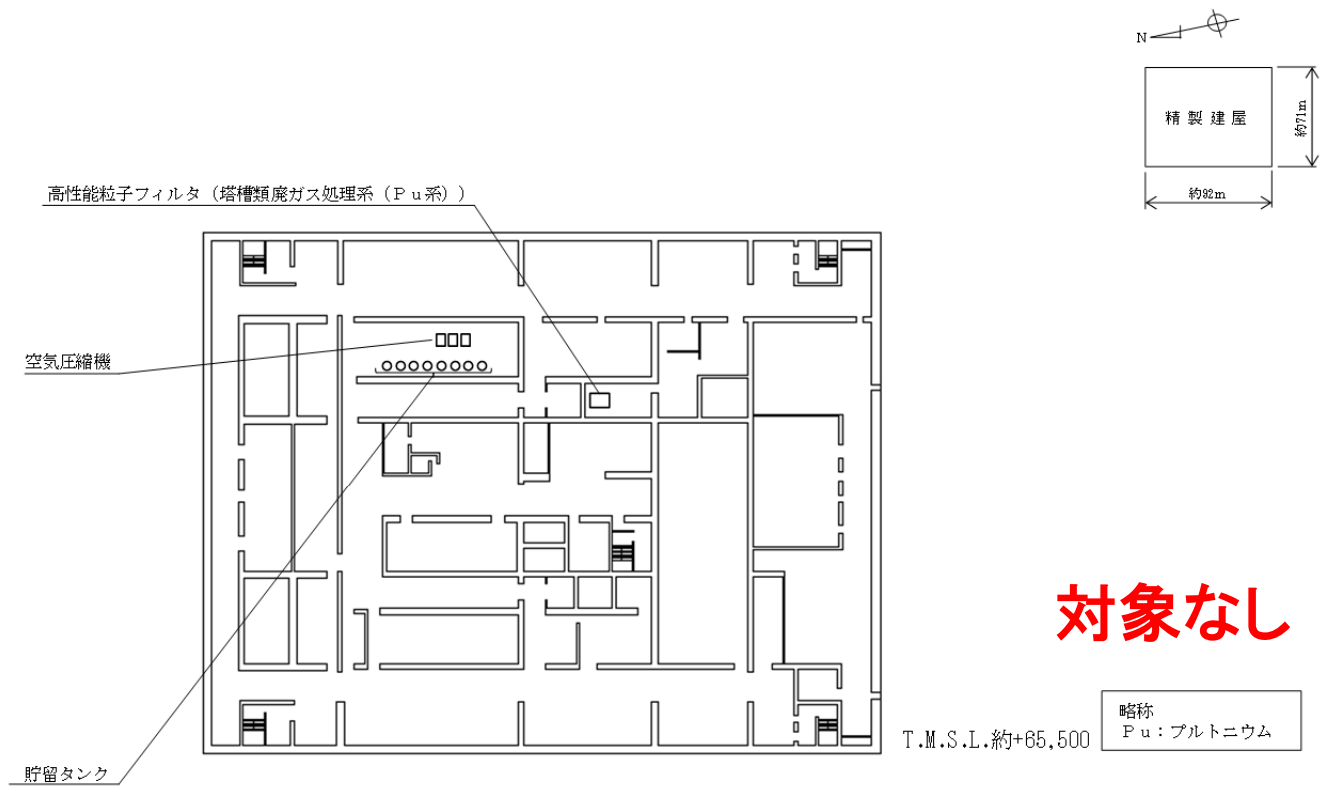 N
精製建屋
約71m
約92m
高性能粒子フィルタ（塔槽類廃ガス処理系（Ｐｕ系））
空気圧縮機
対象なし
略称
Ｐｕ：プルトニウム
T.M.S.L.約+65,500
貯留タンク